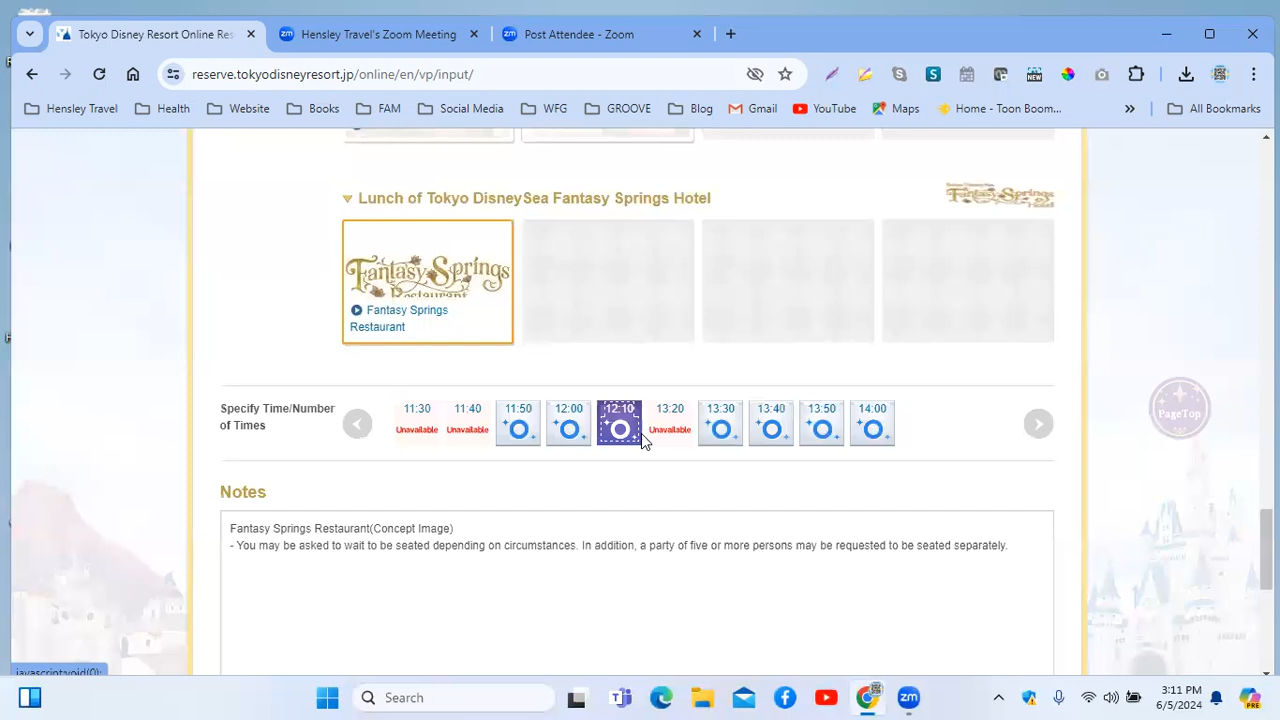 Tokyo Disney Resort Online Res
Hensley Travel's Zoom Meeting
Post Attendee - Zoom
reserve.tokyodisneyresort.jp/online/en/vp/input/
Hensley Travel
Health
Website
Books
FAM
Social Media
WFG
GROOVE
Blog
Gmail
YouTube
Maps
Home - Toon Boom...
All Bookmarks
Lunch of Tokyo DisneySea Fantasy Springs Hotel
Fantasy Springs
Hotel
Fantasy Springs
Restaurant
Fantasy Springs
Restaurant
Specify Time/Number
of Times
11:30 11:40 11:50 12:00 12:10 13:20 13:30 13:40 13:50 14:00
Unavailable Unavailable Unavailable
PageTop
Notes
Fantasy Springs Restaurant(Concept Image)
- You may be asked to wait to be seated depending on circumstances. In addition, a party of five or more persons may be requested to be seated separately.
javascript:void(0);
Search
3:11 PM
6/5/2024